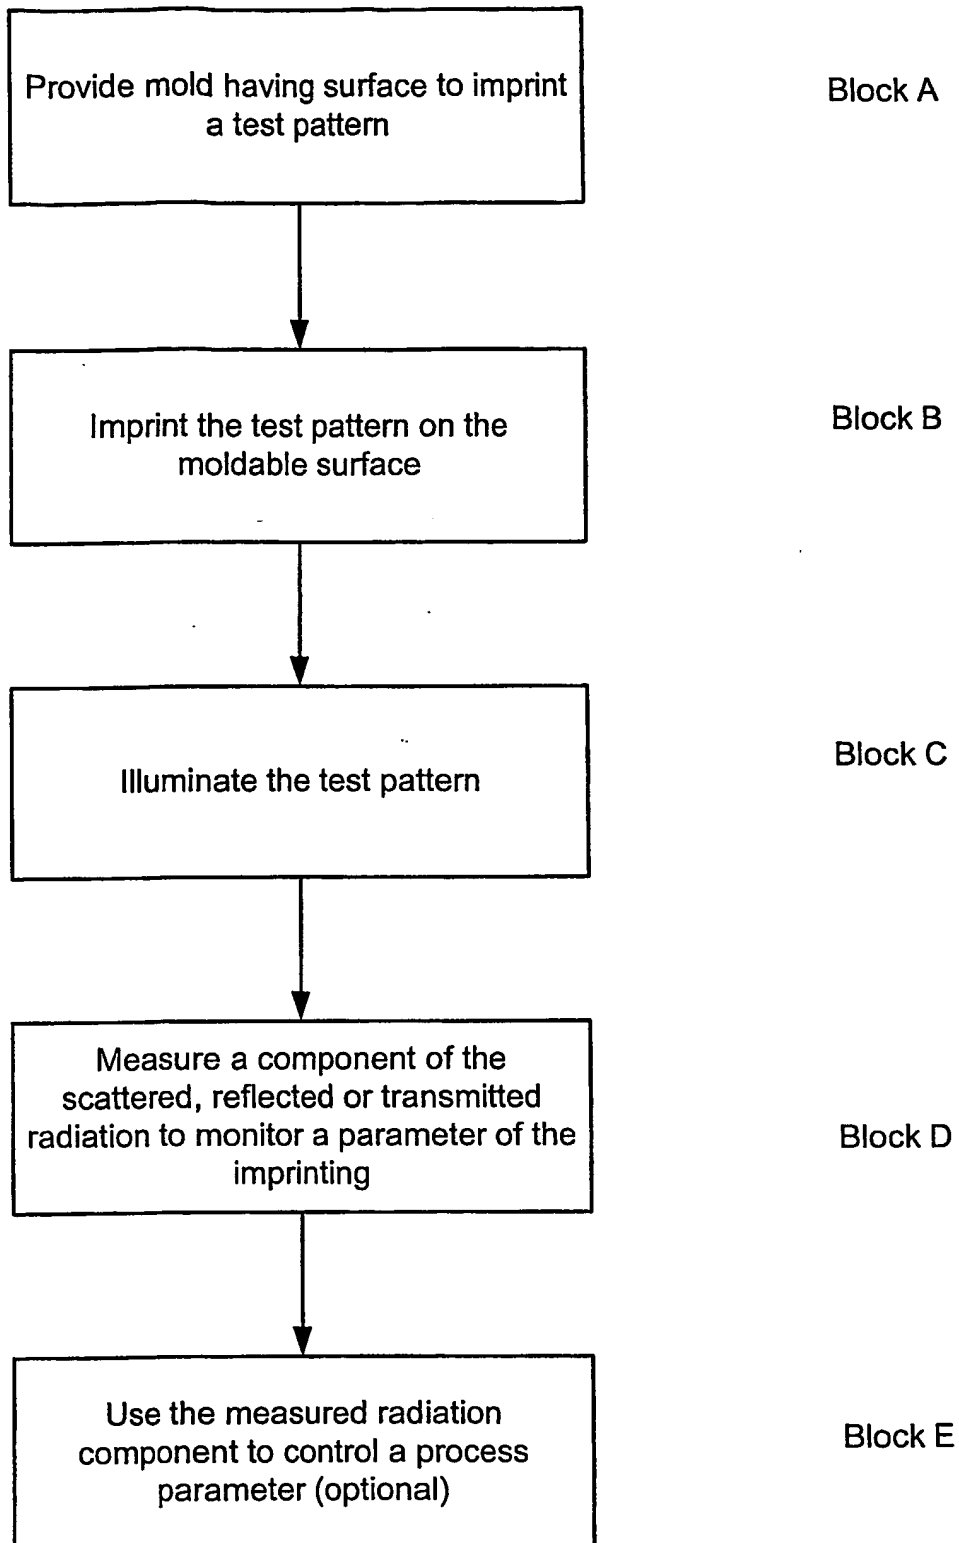 Provide mold having surface to imprint
a test pattern
Block A
Imprint the test pattern on the
moldable surface
Block B
Illuminate the test pattern
Block C
Measure a component of the
scattered, reflected or transmitted
radiation to monitor a parameter of the
imprinting
Block D
Use the measured radiation
component to control a process
parameter (optional)
Block E